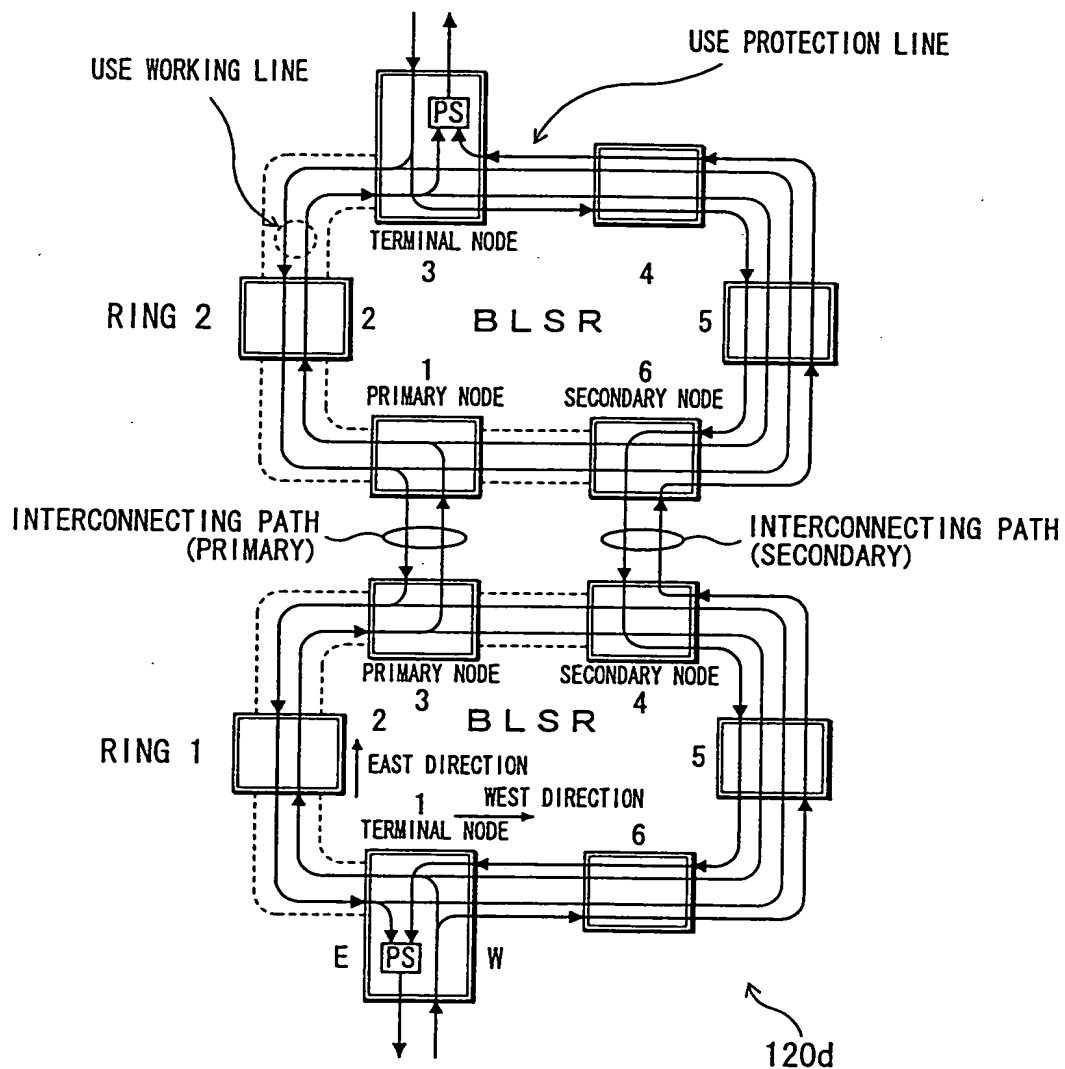 USE PROTECTION LINE
USE WORKING LINE
PS
TERMINAL NODE
3
4
RING 2
2
BLSR
5
1
PRIMARY NODE
6
SECONDARY NODE
INTERCONNECTING PATH
(PRIMARY)
INTERCONNECTING PATH
(SECONDARY)
PRIMARY NODE
3
SECONDARY NODE
4
2
BLSR
RING 1
EAST DIRECTION
5
1
WEST DIRECTION
TERMINAL NODE
6
E
PS
W
120d